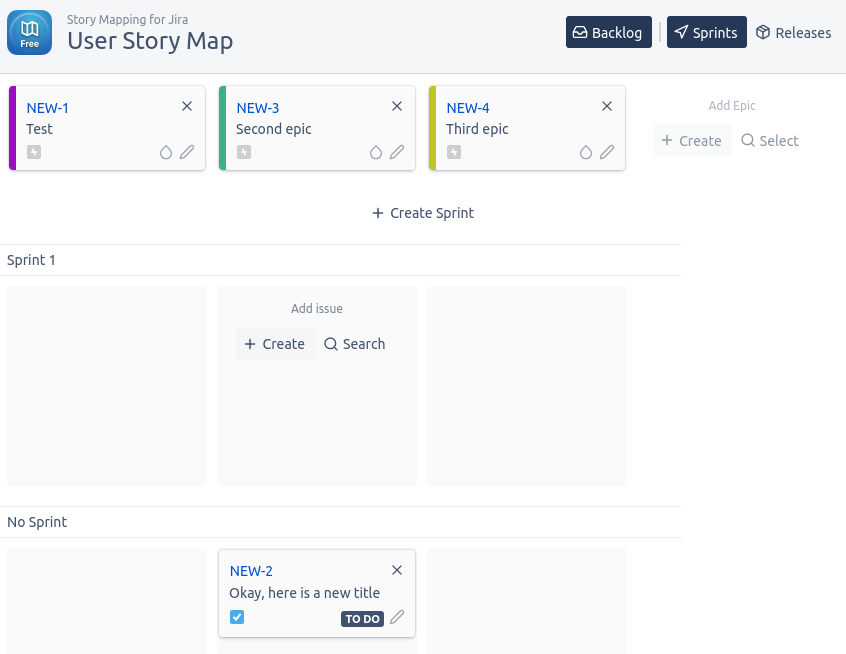 Free
Story Mapping for Jira
User Story Map
Backlog
Sprints
Releases
NEW-1
Test
NEW-3
Second epic
NEW-4
Third epic
Add Epic
Create
Select
Create Sprint
Sprint 1
Add issue
Create
Search
No Sprint
NEW-2
Okay, here is a new title
TO DO